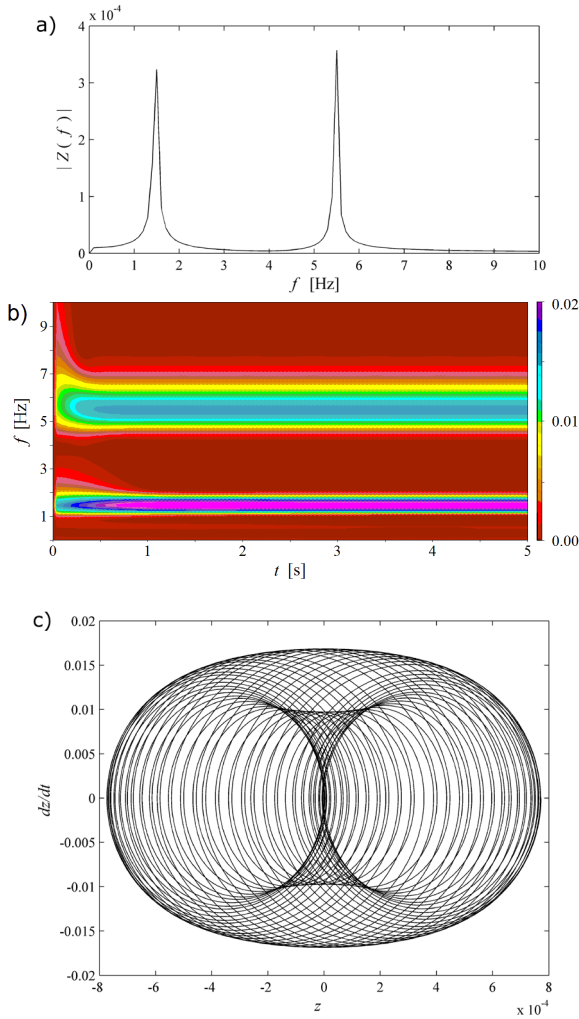 a)
x 10⁻⁴
4
3
2
1
0
| Z ( f ) |
0 1 2 3 4 5 6 7 8 9 10
f [Hz]
b)
9
7
5
3
1
f [Hz]
0 1 2 3 4 5
t [s]
0.02
0.01
0.00
c)
0.02
0.015
0.01
0.005
0
-0.005
-0.01
-0.015
-0.02
dz/dt
-8 -6 -4 -2 0 2 4 6 8
z
x 10⁻⁴